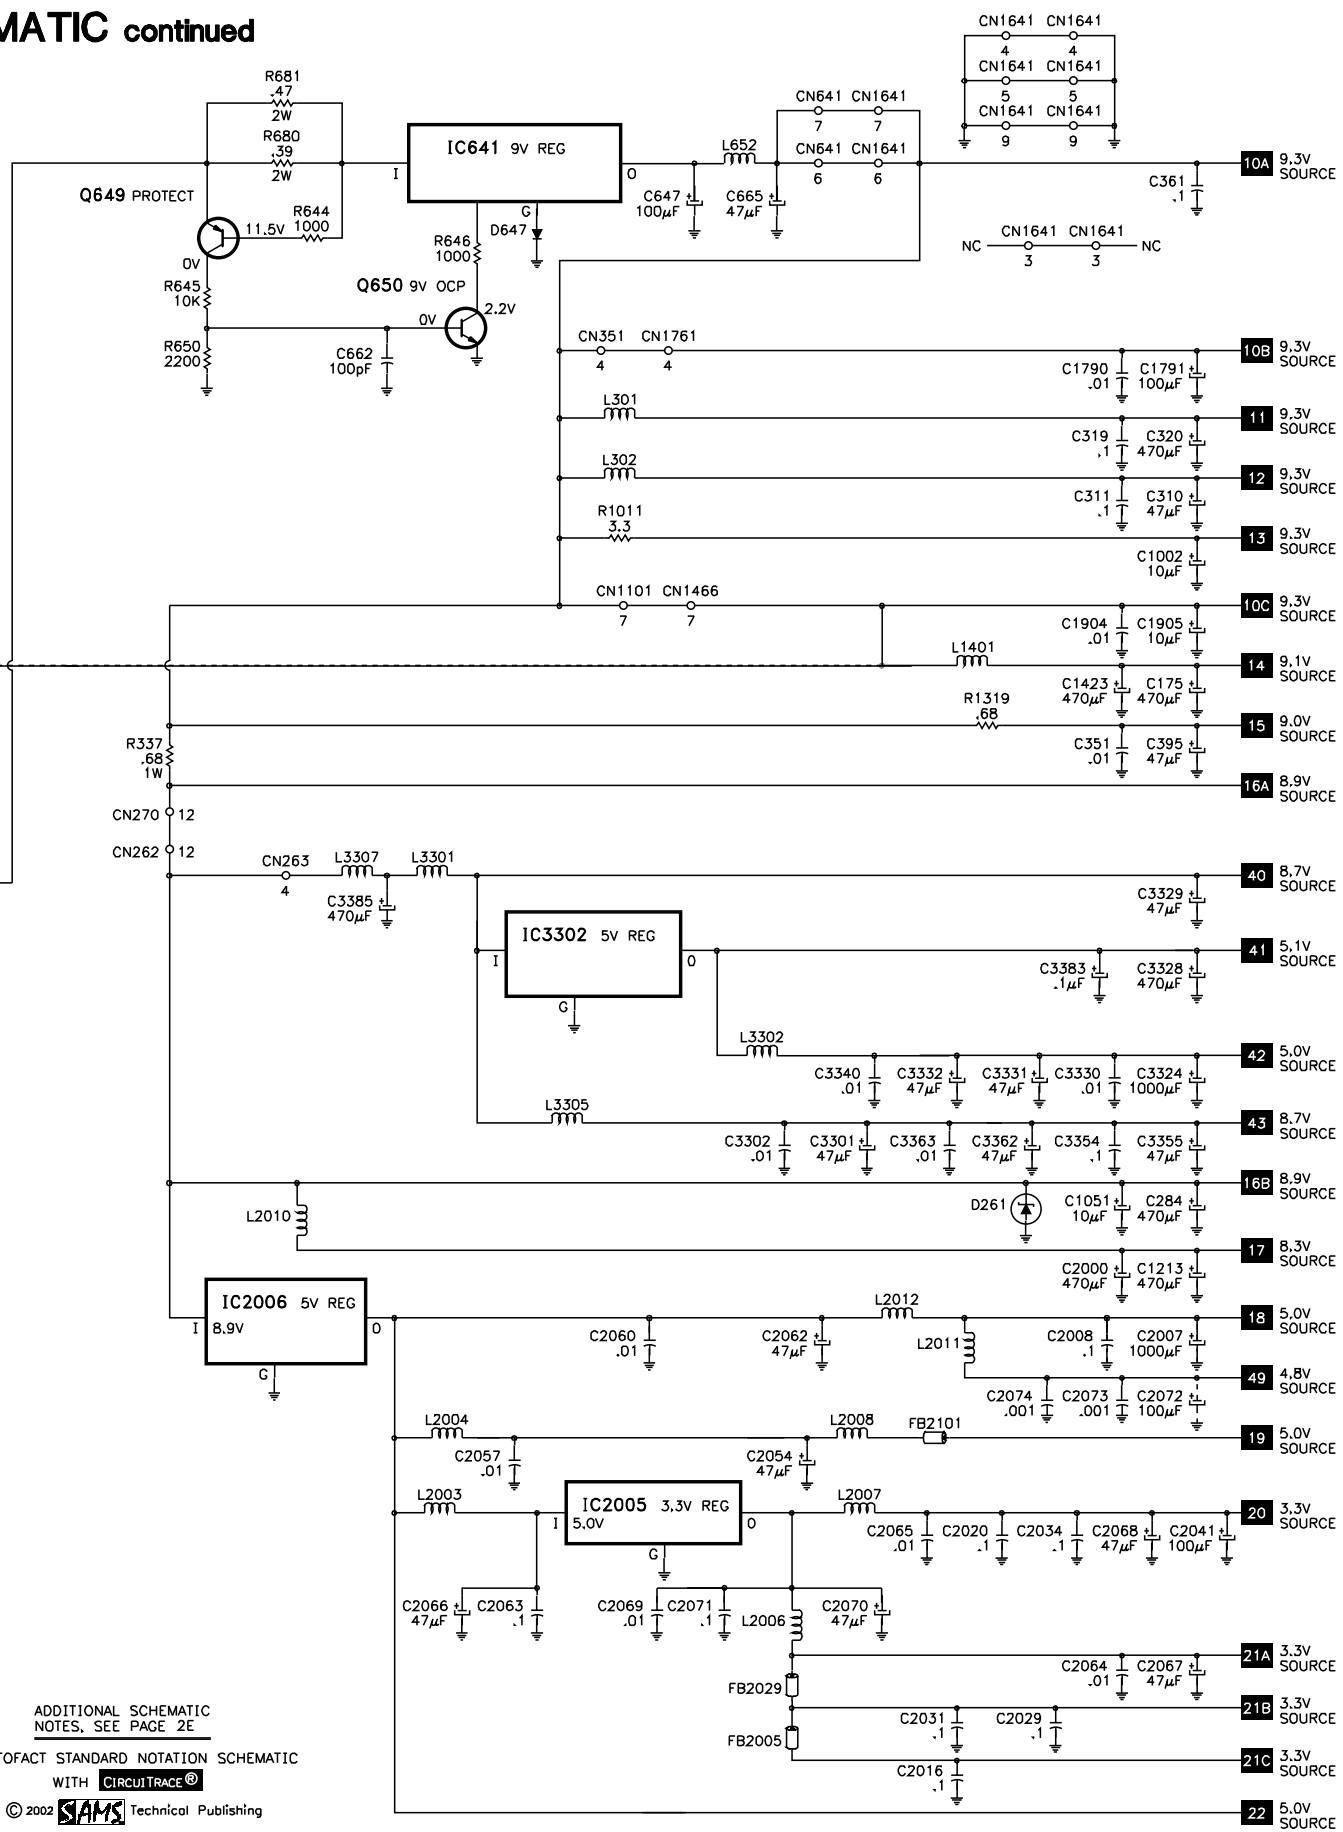 MATIC continued
CN1641 CN1641
4 4
CN1641 CN1641
5 5
CN1641 CN1641
9 9
R681
.47
2W
R680
.39
2W
IC641 9V REG
I
O
G
L652
CN641 CN1641
7 7
CN641 CN1641
6 6
10A 9.3V
SOURCE
C361
.1
Q649 PROTECT
11.5V
R644
1000
C647
100µF
C665
47µF
D647
R646
1000
NC CN1641 CN1641 NC
3 3
0V
R645
10K
Q650 9V OCP
2.2V
0V
R650
2200
C662
100pF
CN351 CN1761
4 4
10B 9.3V
SOURCE
C1790
.01
C1791
100µF
L301
11 9.3V
SOURCE
C319
.1
C320
470µF
L302
12 9.3V
SOURCE
C311
.1
C310
47µF
R1011
3.3
13 9.3V
SOURCE
C1002
10µF
CN1101 CN1466
7 7
10C 9.3V
SOURCE
C1904
.01
C1905
10µF
L1401
14 9.1V
SOURCE
C1423
470µF
C175
470µF
R1319
.68
15 9.0V
SOURCE
R337
.68
1W
C351
.01
C395
47µF
16A 8.9V
SOURCE
CN270 12
CN262 12
CN263
4
L3307 L3301
40 8.7V
SOURCE
C3385
470µF
C3329
47µF
IC3302 5V REG
I
O
G
41 5.1V
SOURCE
C3383
.1µF
C3328
470µF
L3302
42 5.0V
SOURCE
C3340
.01
C3332
47µF
C3331
47µF
C3330
.01
C3324
1000µF
L3305
43 8.7V
SOURCE
C3302
.01
C3301
47µF
C3363
.01
C3362
47µF
C3354
.1
C3355
47µF
16B 8.9V
SOURCE
L2010
D261
C1051
10µF
C284
470µF
17 8.3V
SOURCE
C2000
470µF
C1213
470µF
IC2006 5V REG
I 8.9V
O
G
L2012
18 5.0V
SOURCE
C2060
.01
C2062
47µF
L2011
C2008
.1
C2007
1000µF
49 4.8V
SOURCE
C2074
.001
C2073
.001
C2072
100µF
L2004
L2008
FB2101
19 5.0V
SOURCE
C2057
.01
C2054
47µF
L2003
IC2005 3.3V REG
I 5.0V
O
G
L2007
20 3.3V
SOURCE
C2065
.01
C2020
.1
C2034
.1
C2068
47µF
C2041
100µF
C2066
47µF
C2063
.1
C2069
.01
C2071
.1
L2006
C2070
47µF
21A 3.3V
SOURCE
FB2029
C2064
.01
C2067
47µF
21B 3.3V
SOURCE
FB2005
C2031
.1
C2029
.1
21C 3.3V
SOURCE
C2016
.1
22 5.0V
SOURCE
ADDITIONAL SCHEMATIC
NOTES, SEE PAGE 2E
TOFACT STANDARD NOTATION SCHEMATIC
WITH CIRCUITRACE®
© 2002 SAMS Technical Publishing